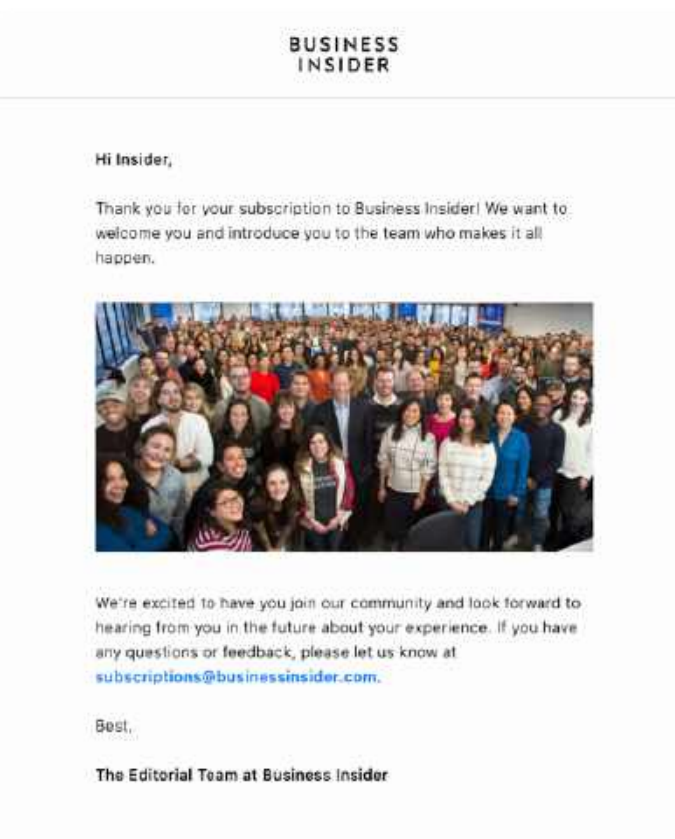 BUSINESS
INSIDER
Hi Insider,
Thank you for your subscription to Business Insider! We want to
welcome you and introduce you to the team who makes it all
happen.
We're excited to have you join our community and look forward to
hearing from you in the future about your experience. If you have
any questions or feedback, please let us know at
subscriptions@businessinsider.com.
Best,
The Editorial Team at Business Insider